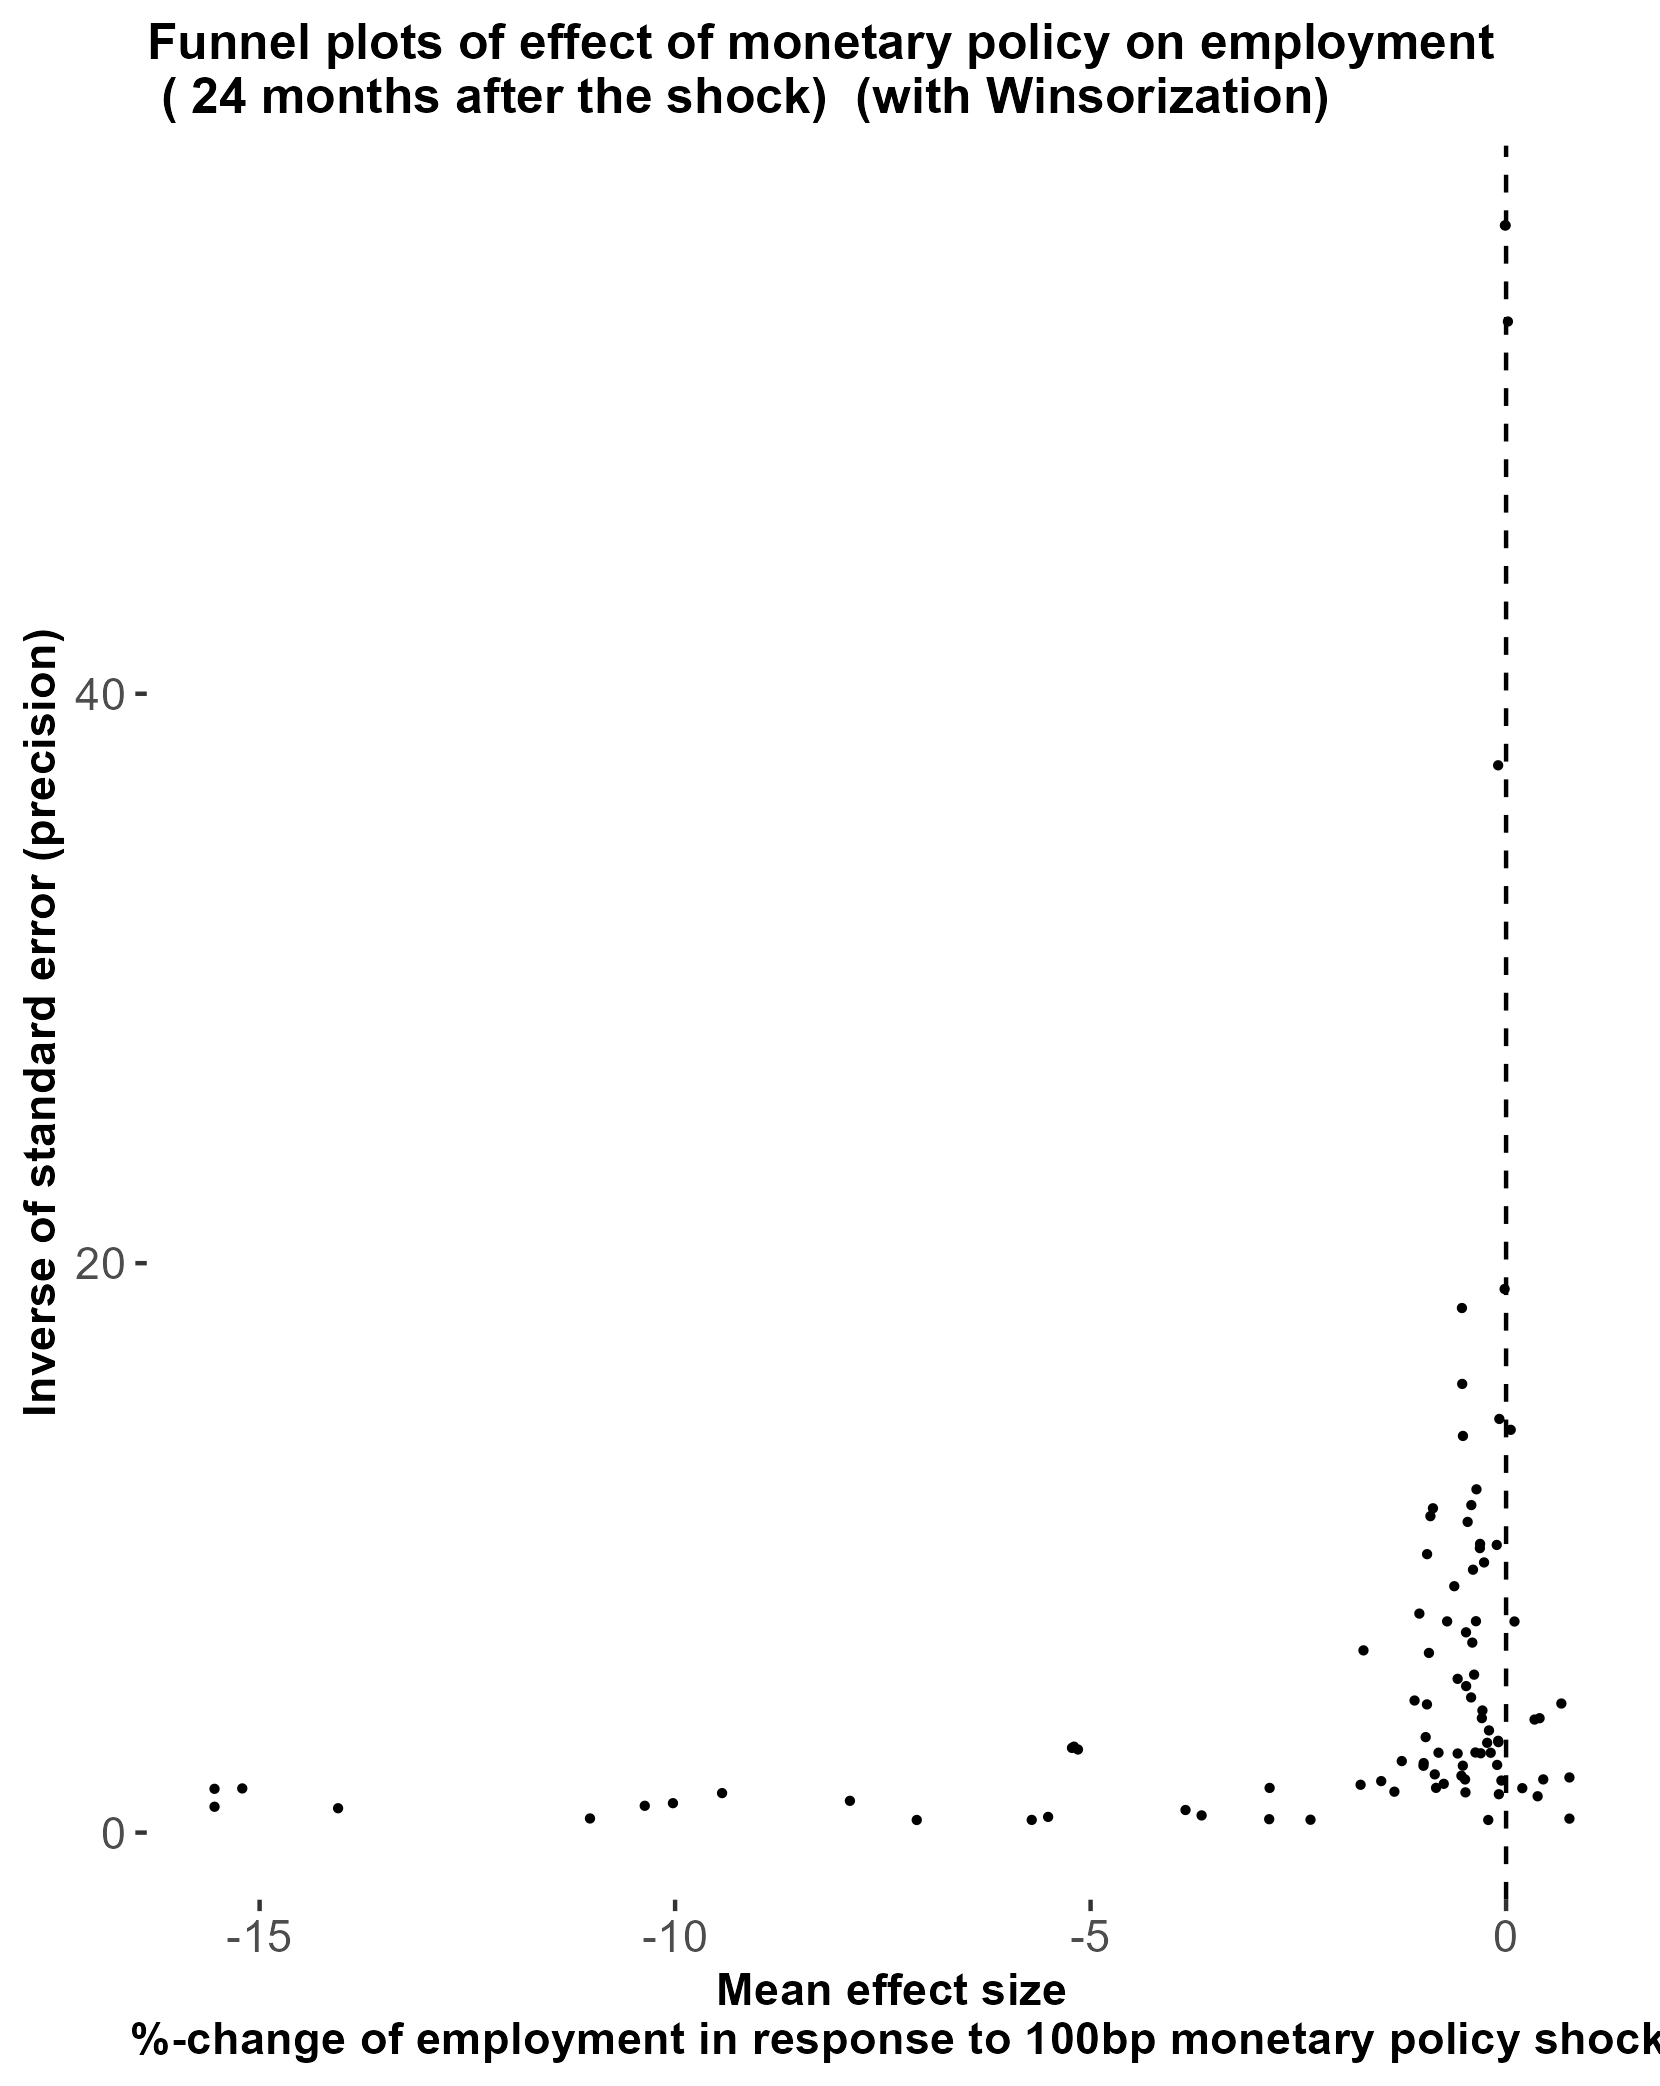 Funnel plots of effect of monetary policy on employment
( 24 months after the shock)  (with Winsorization)
Inverse of standard error (precision)
40
20
0
-15
-10
-5
0
Mean effect size
%-change of employment in response to 100bp monetary policy shock